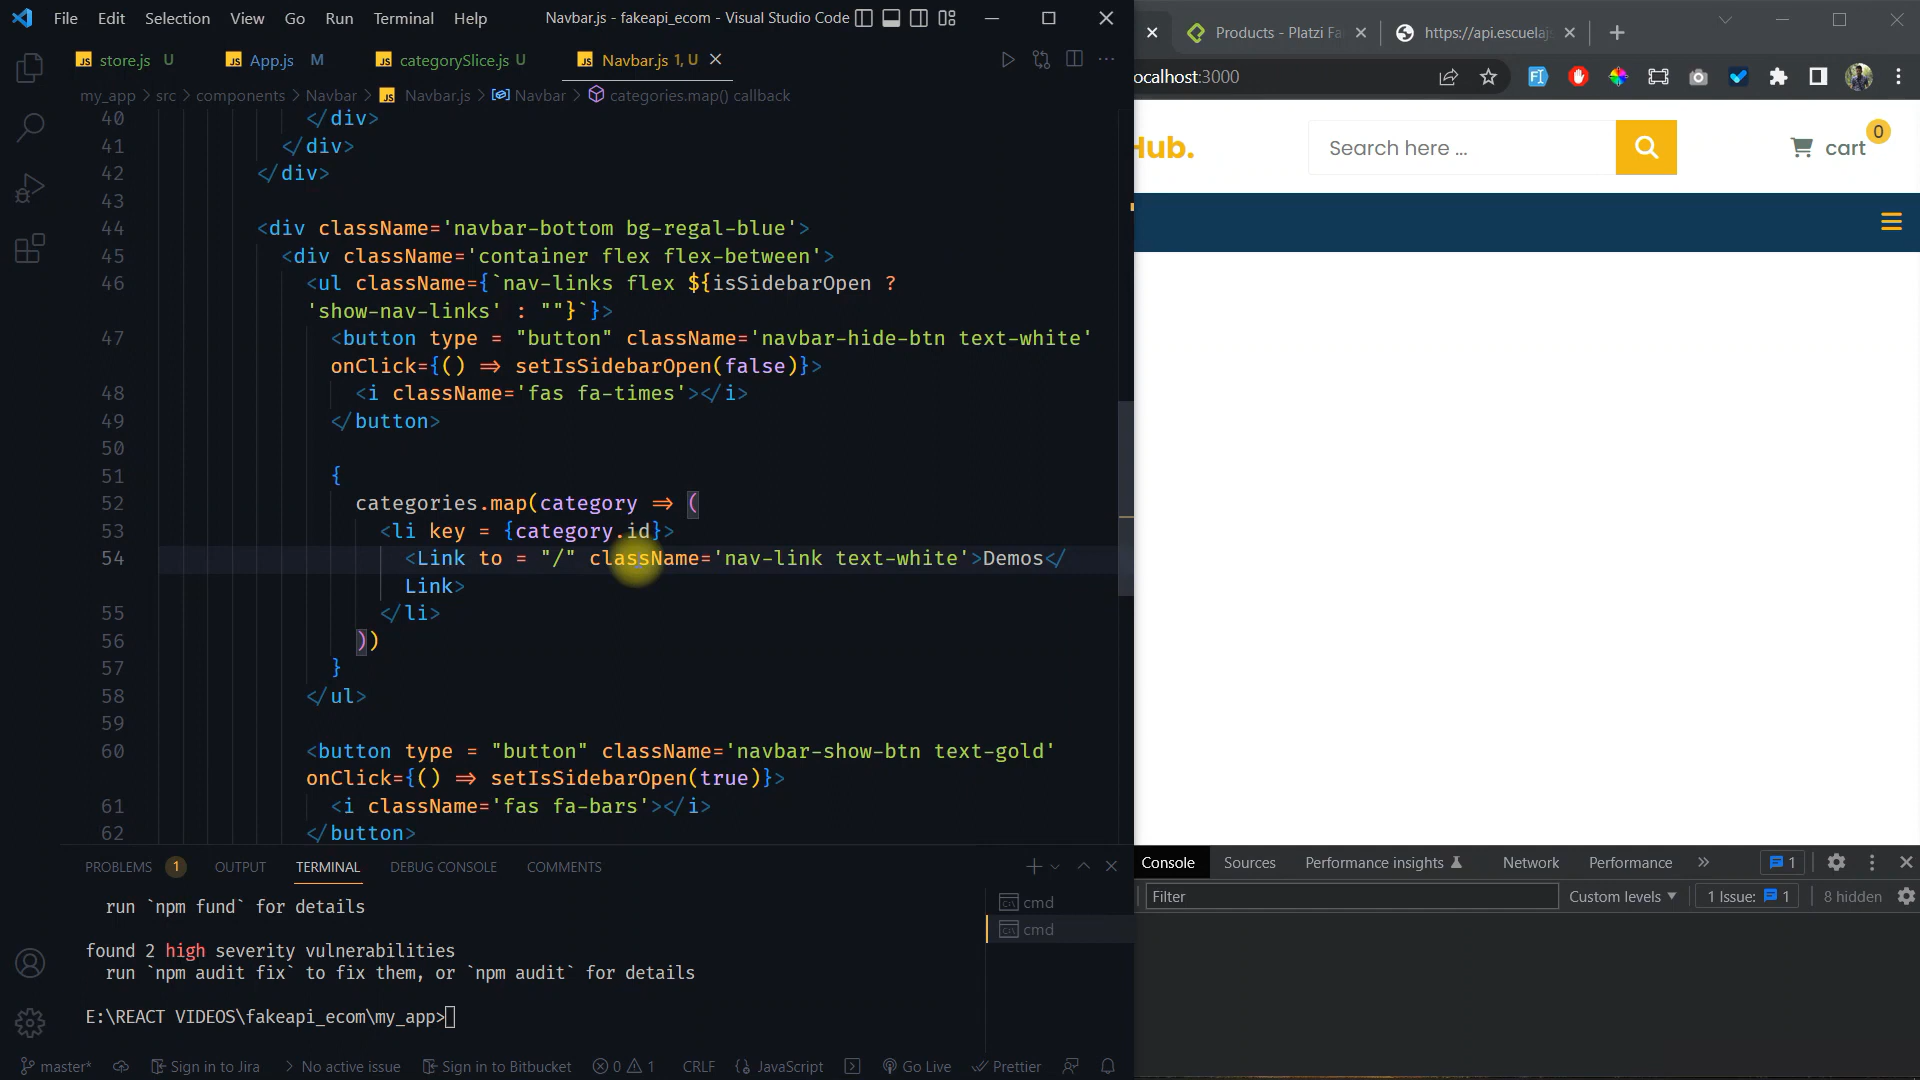 File Edit Selection View Go Run Terminal Help Navbar.js - fakeapi_ecom - Visual Studio Code
store.js U App.js M categorySlice.js U Navbar.js 1, U
my_app > src > components > Navbar > Navbar.js > Navbar > categories.map() callback
40 </div>
41 </div>
42 </div>
43
44 <div className='navbar-bottom bg-regal-blue'>
45 <div className='container flex flex-between'>
46 <ul className={`nav-links flex ${isSidebarOpen ?
'show-nav-links' : ""}`}>
47 <button type = "button" className='navbar-hide-btn text-white'
onClick={() => setIsSidebarOpen(false)}>
48 <i className='fas fa-times'></i>
49 </button>
50
51 {
52 categories.map(category => (
53 <li key = {category.id}>
54 <Link to = "/" className='nav-link text-white'>Demos</
Link>
55 </li>
56 ))
57 }
58 </ul>
59
60 <button type = "button" className='navbar-show-btn text-gold'
onClick={() => setIsSidebarOpen(true)}>
61 <i className='fas fa-bars'></i>
62 </button>
PROBLEMS 1 OUTPUT TERMINAL DEBUG CONSOLE COMMENTS
run `npm fund` for details
found 2 high severity vulnerabilities
run `npm audit fix` to fix them, or `npm audit` for details
E:\REACT VIDEOS\fakeapi_ecom\my_app>
cmd
cmd
master* Sign in to Jira No active issue Sign in to Bitbucket 0 1 CRLF {} JavaScript Go Live Prettier
Products - Platzi Fa https://api.escuelajs
ocalhost:3000
Hub.
Search here ...
cart 0
Console Sources Performance insights Network Performance » 1
Filter Custom levels 1 Issue: 1 8 hidden